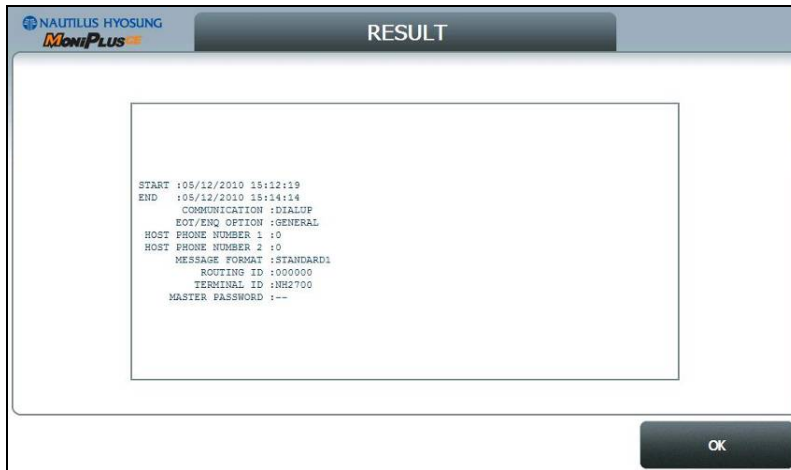 NAUTILUS HYOSUNG
MoniPlus CE
RESULT
START :05/12/2010 15:12:19
END :05/12/2010 15:14:14
COMMUNICATION :DIALUP
EOT/ENQ OPTION :GENERAL
HOST PHONE NUMBER 1 :0
HOST PHONE NUMBER 2 :0
MESSAGE FORMAT :STANDARD1
ROUTING ID :000000
TERMINAL ID :NH2700
MASTER PASSWORD :--
OK